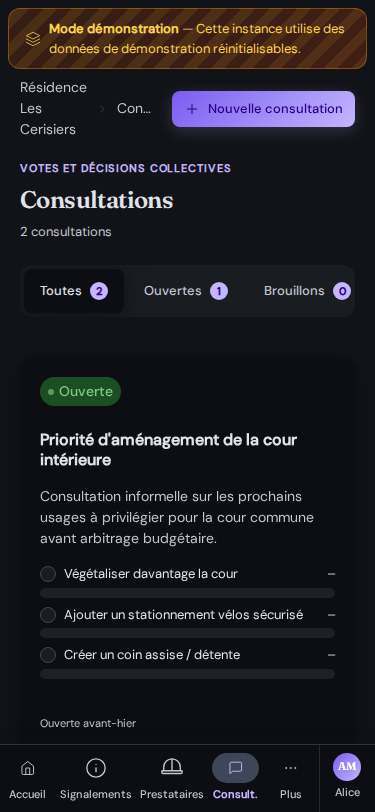 Mode démonstration — Cette instance utilise des
données de démonstration réinitialisables.
Résidence
Les
Cerisiers
Con...
Nouvelle consultation
VOTES ET DÉCISIONS COLLECTIVES
Consultations
2 consultations
Toutes 2
Ouvertes 1
Brouillons 0
Ouverte
Priorité d'aménagement de la cour
intérieure
Consultation informelle sur les prochains
usages à privilégier pour la cour commune
avant arbitrage budgétaire.
Végétaliser davantage la cour –
Ajouter un stationnement vélos sécurisé –
Créer un coin assise / détente –
Ouverte avant-hier
Accueil
Signalements
Prestataires
Consult.
Plus
AM
Alice